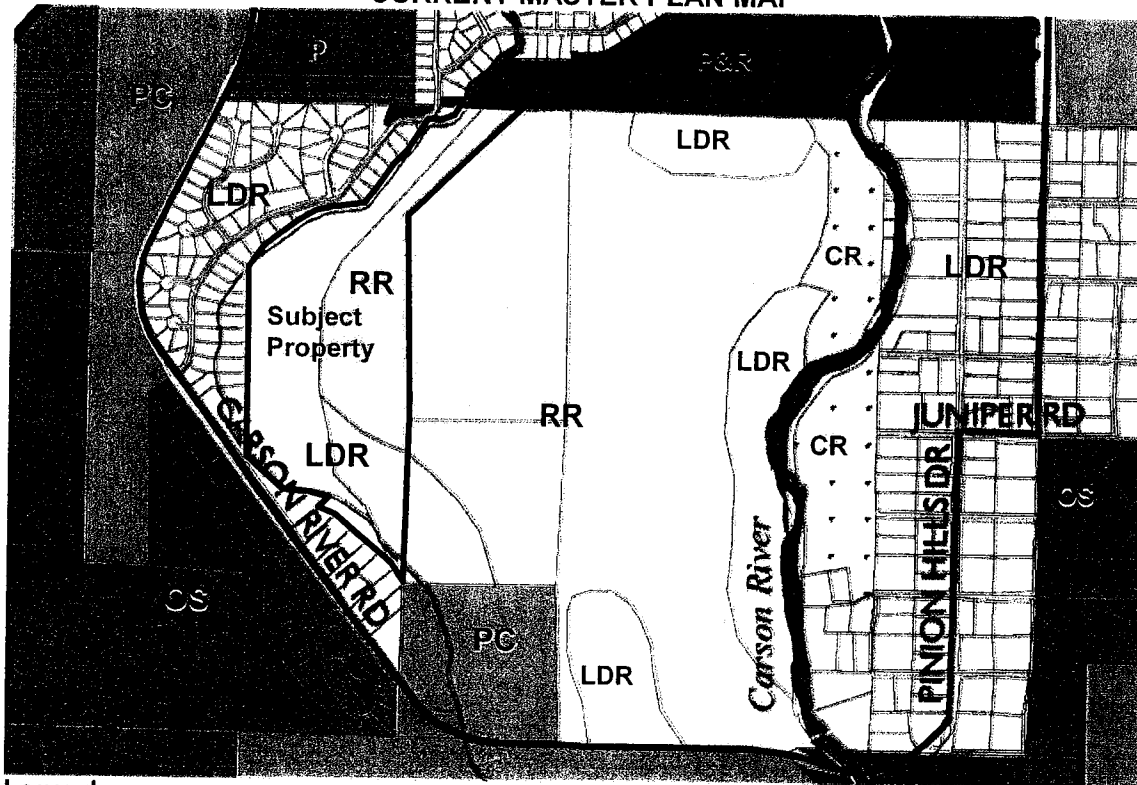 CURRENT MASTER PLAN MAP
P
P&R
PC
LDR
LDR
CR
LDR
RR
Subject
Property
LDR
RR
JUNIPER RD
LDR
CR
CARSON RIVER RD
PINION HILLS DR
OS
OS
PC
Carson River
LDR